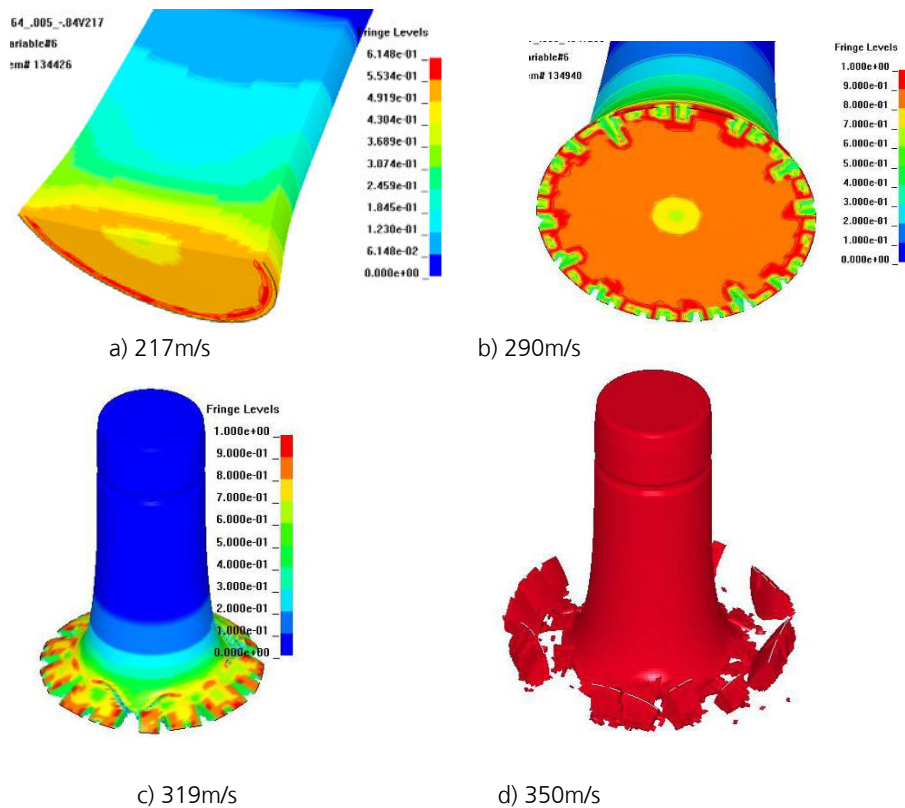 64_.005_-.84V217
ariable#6
em# 134426
Fringe Levels
6.148e-01
5.534e-01
4.919e-01
4.304e-01
3.689e-01
3.074e-01
2.459e-01
1.845e-01
1.230e-01
6.148e-02
0.000e+00
a) 217m/s
ariable#6
em# 134940
Fringe Levels
1.000e+00
9.000e-01
8.000e-01
7.000e-01
6.000e-01
5.000e-01
4.000e-01
3.000e-01
2.000e-01
1.000e-01
0.000e+00
b) 290m/s
Fringe Levels
1.000e+00
9.000e-01
8.000e-01
7.000e-01
6.000e-01
5.000e-01
4.000e-01
3.000e-01
2.000e-01
1.000e-01
0.000e+00
c) 319m/s
d) 350m/s